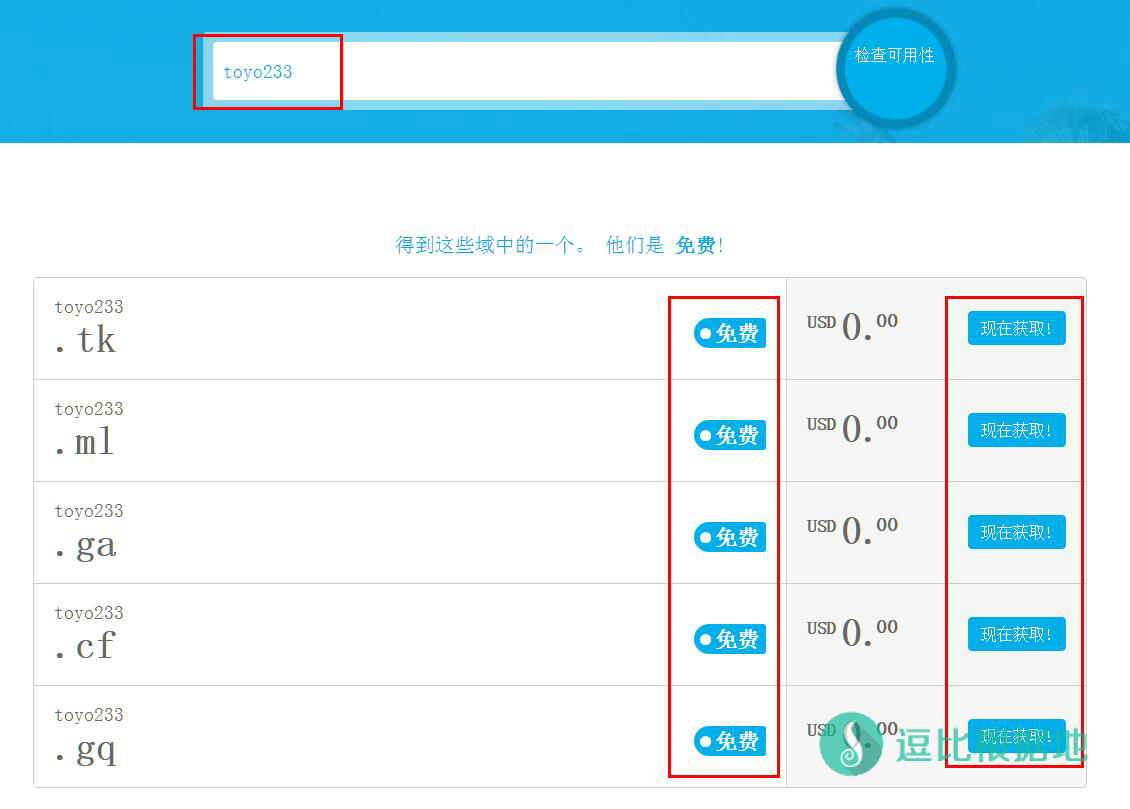 toyo233
检查可用性
得到这些域中的一个。 他们是 免费!
toyo233
.tk
免费
USD 0.00
现在获取!
toyo233
.ml
免费
USD 0.00
现在获取!
toyo233
.ga
免费
USD 0.00
现在获取!
toyo233
.cf
免费
USD 0.00
现在获取!
toyo233
.gq
免费
USD 0.00
现在获取!
逗比根据地